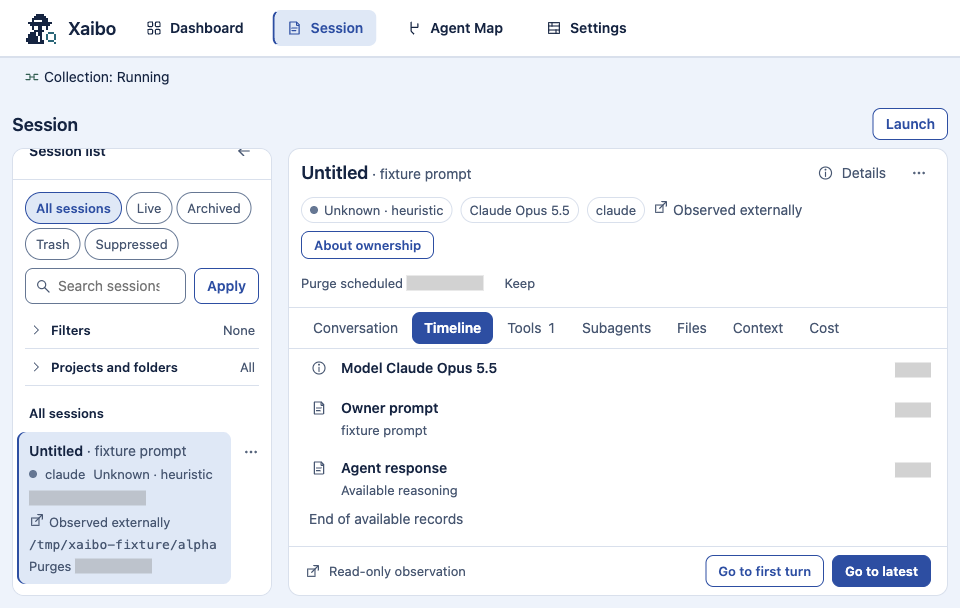 Xaibo
Dashboard
Session
Agent Map
Settings
Collection: Running
Session
Launch
Session list
All sessions
Live
Archived
Trash
Suppressed
Search sessions
Apply
Filters
None
Projects and folders
All
All sessions
Untitled · fixture prompt
claude Unknown · heuristic
Observed externally
/tmp/xaibo-fixture/alpha
Purges
Untitled · fixture prompt
Details
Unknown · heuristic
Claude Opus 5.5
claude
Observed externally
About ownership
Purge scheduled
Keep
Conversation
Timeline
Tools 1
Subagents
Files
Context
Cost
Model Claude Opus 5.5
Owner prompt
fixture prompt
Agent response
Available reasoning
End of available records
Read-only observation
Go to first turn
Go to latest